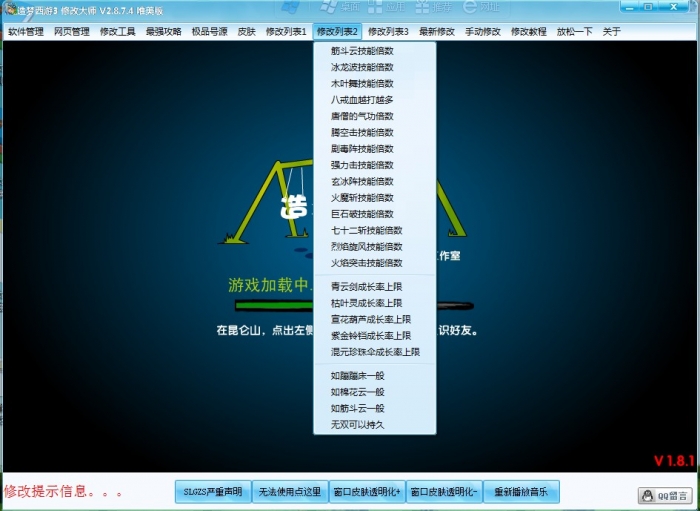 造梦西游3 修改大师 V2.8.7.4 唯美版
软件管理 网页管理 修改工具 最强攻略 极品号源 皮肤 修改列表1 修改列表2 修改列表3 最新修改 手动修改 修改教程 放松一下 关于
筋斗云技能倍数
冰龙波技能倍数
木叶舞技能倍数
八戒血越打越多
唐僧的气功倍数
腾空击技能倍数
剧毒阵技能倍数
强力击技能倍数
玄冰阵技能倍数
火魔斩技能倍数
巨石破技能倍数
七十二斩技能倍数
烈焰旋风技能倍数
火焰突击技能倍数
青云剑成长率上限
枯叶灵成长率上限
宣花葫芦成长率上限
紫金铃铛成长率上限
混元珍珠伞成长率上限
如蹦蹦床一般
如棉花云一般
如筋斗云一般
无双可以持久
造
工作室
游戏加载中.
在昆仑山，点出左侧
识好友。
V 1.8.1
修改提示信息。。。
SLGZS严重声明 无法使用点这里 窗口皮肤透明化+ 窗口皮肤透明化- 重新播放音乐
QQ留言